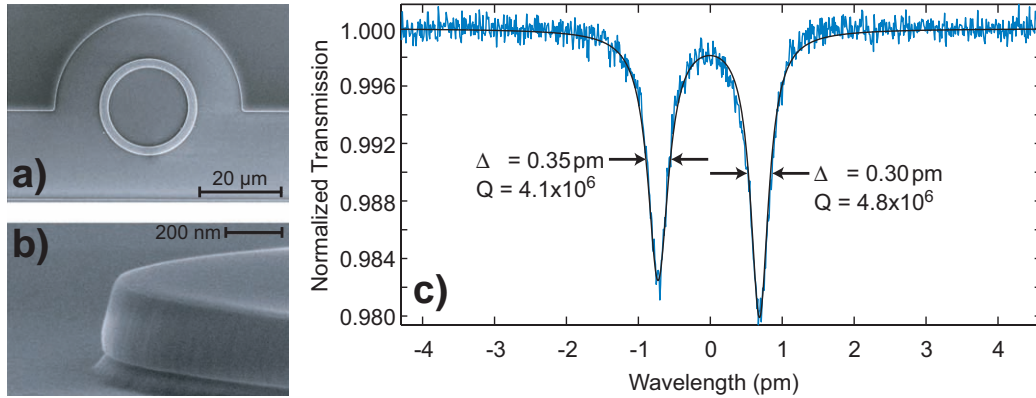 a)
20 µm
b)
200 nm
Normalized Transmission
1.000
0.996
0.992
0.988
0.984
0.980
Δ = 0.35 pm
Q = 4.1x10⁶
Δ = 0.30 pm
Q = 4.8x10⁶
c)
-4 -3 -2 -1 0 1 2 3 4
Wavelength (pm)